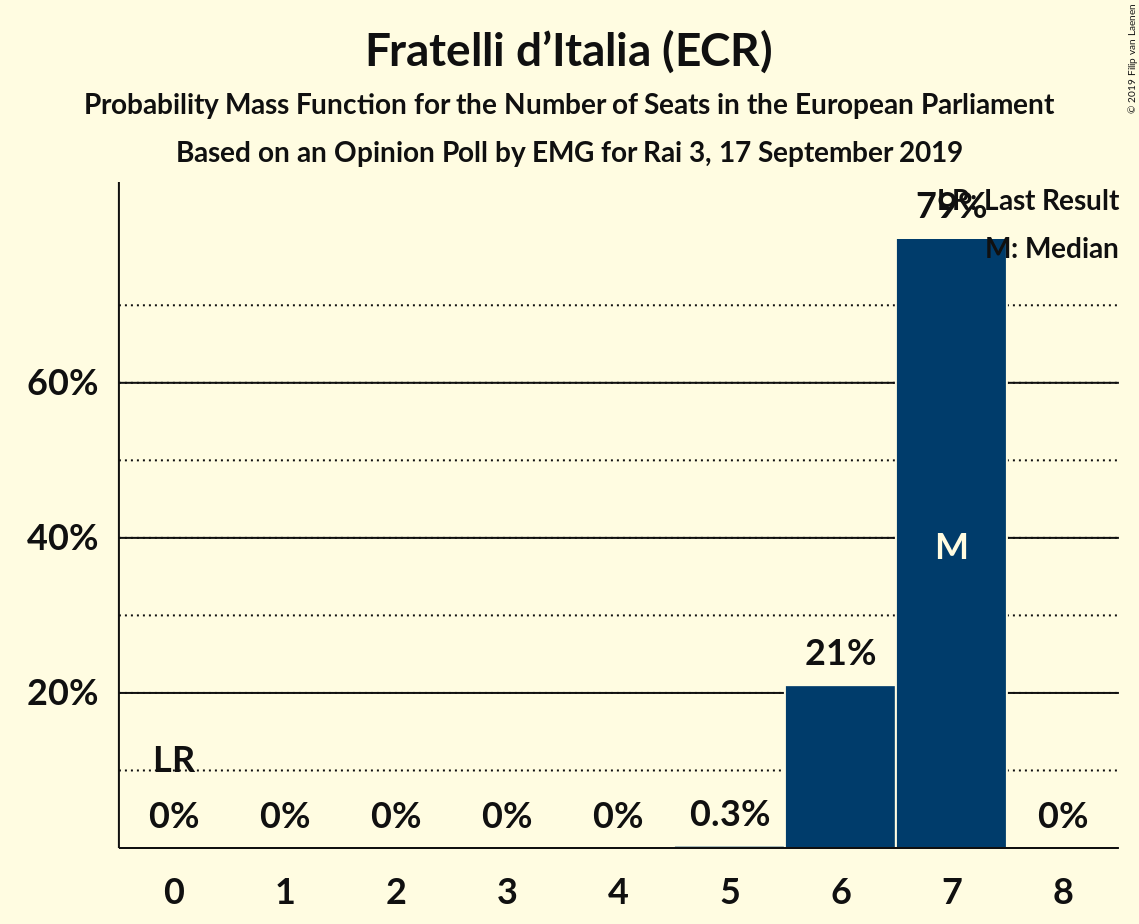 Fratelli d’Italia (ECR)
Probability Mass Function for the Number of Seats in the European Parliament
Based on an Opinion Poll by EMG for Rai 3, 17 September 2019
© 2019 Filip van Laenen
LR: Last Result
M: Median
79%
60%
40%
20%
M
21%
LR
0%
0%
0%
0%
0%
0.3%
0%
0 1 2 3 4 5 6 7 8